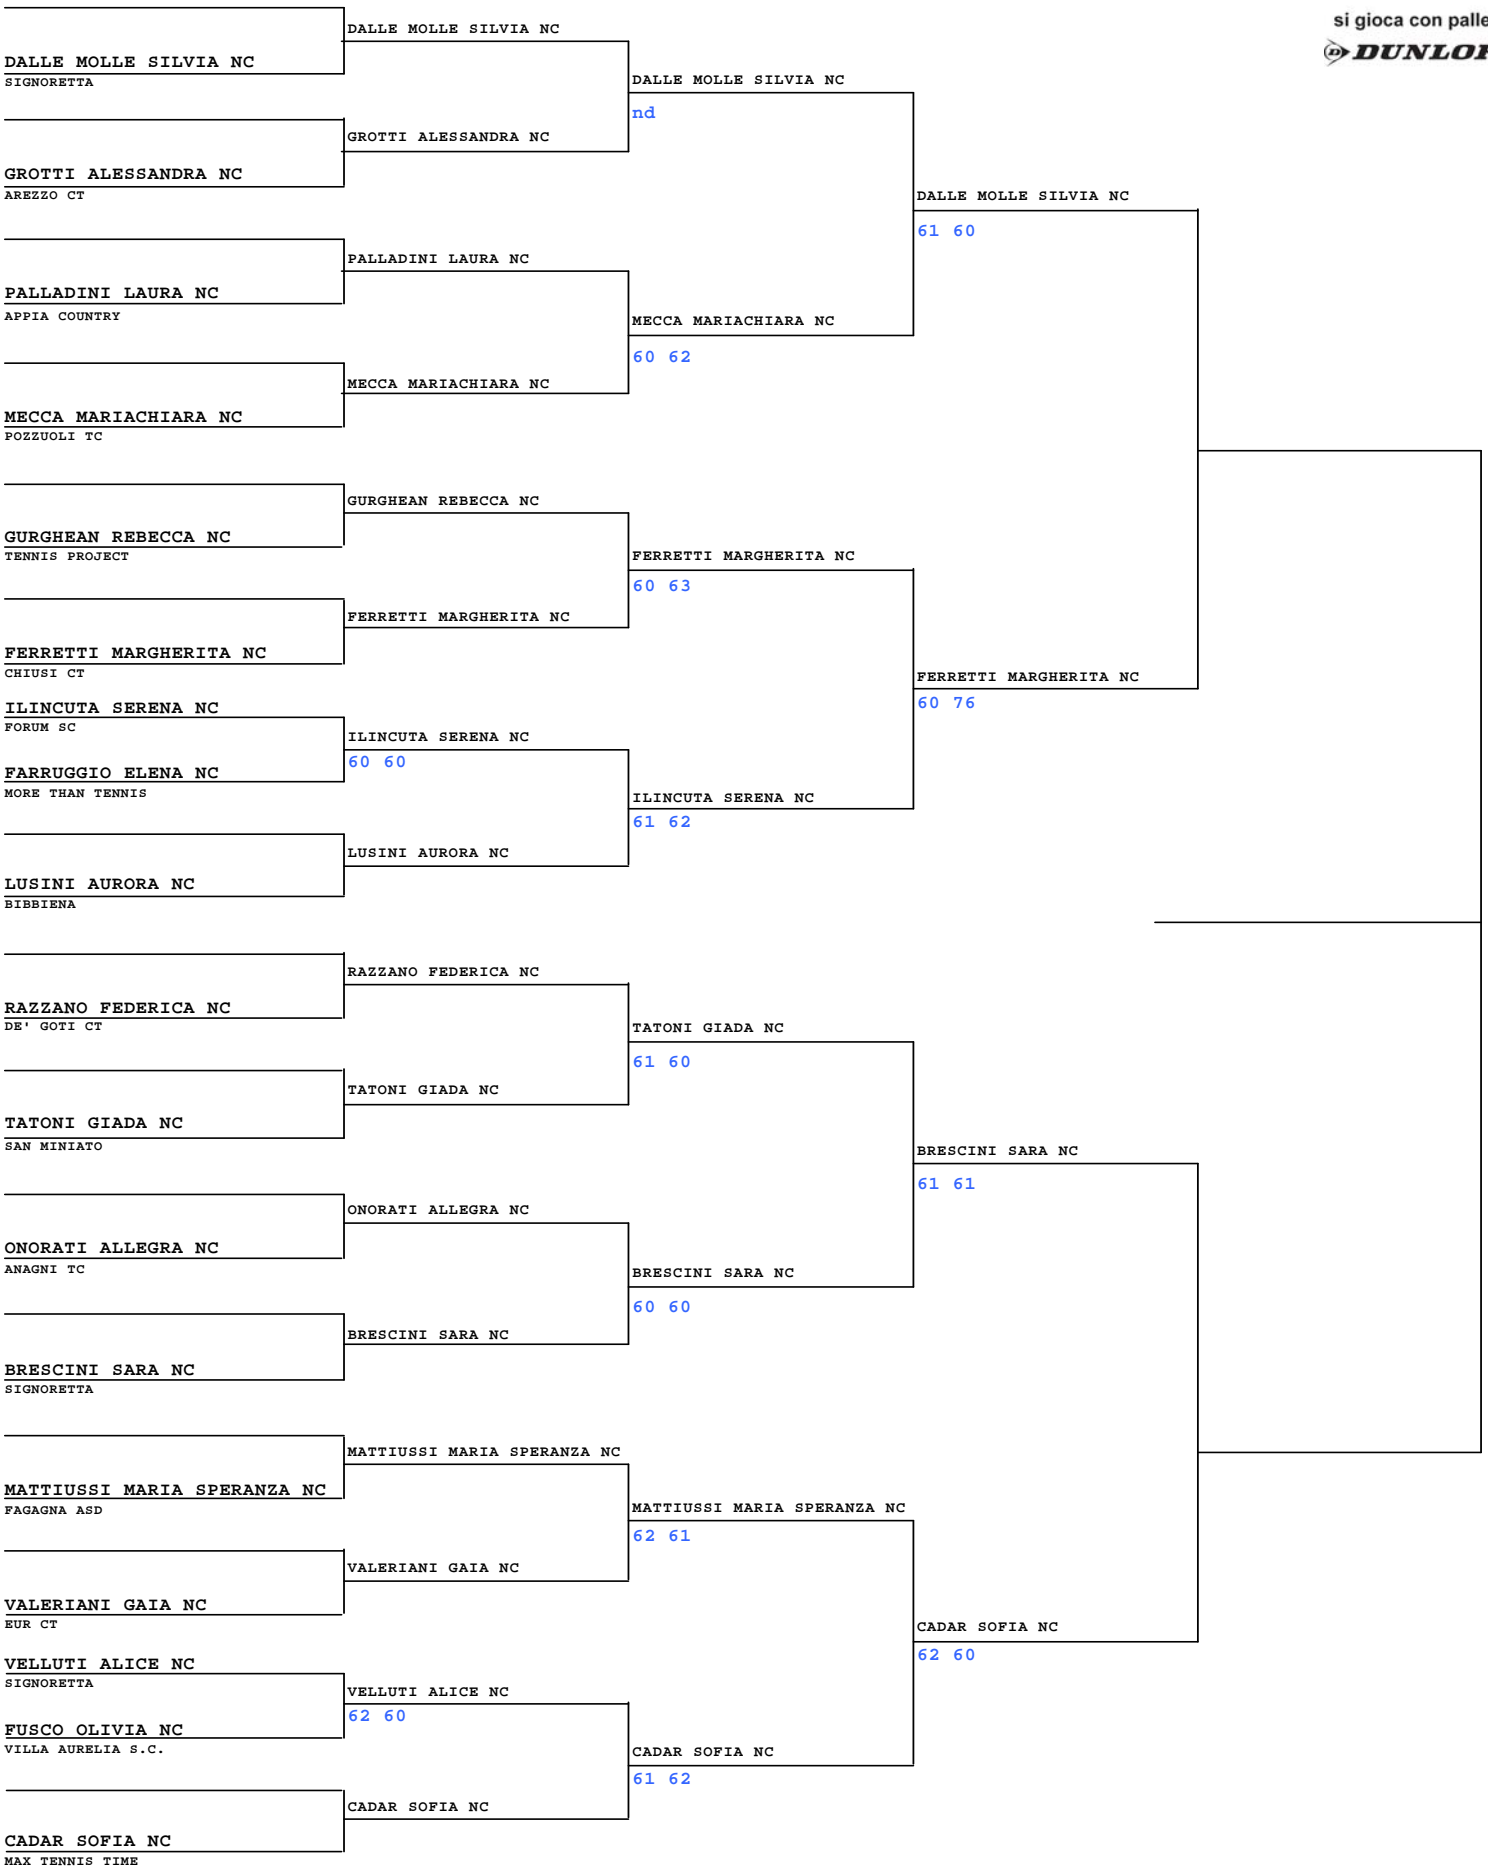 si gioca con palle
DUNLOP
DALLE MOLLE SILVIA NC
SIGNORETTA
GROTTI ALESSANDRA NC
AREZZO CT
PALLADINI LAURA NC
APPIA COUNTRY
MECCA MARIACHIARA NC
POZZUOLI TC
GURGHEAN REBECCA NC
TENNIS PROJECT
FERRETTI MARGHERITA NC
CHIUSI CT
ILINCUTA SERENA NC
FORUM SC
FARRUGGIO ELENA NC
MORE THAN TENNIS
LUSINI AURORA NC
BIBBIENA
RAZZANO FEDERICA NC
DE' GOTI CT
TATONI GIADA NC
SAN MINIATO
ONORATI ALLEGRA NC
ANAGNI TC
BRESCINI SARA NC
SIGNORETTA
MATTIUSSI MARIA SPERANZA NC
FAGAGNA ASD
VALERIANI GAIA NC
EUR CT
VELLUTI ALICE NC
SIGNORETTA
FUSCO OLIVIA NC
VILLA AURELIA S.C.
CADAR SOFIA NC
MAX TENNIS TIME
DALLE MOLLE SILVIA NC
GROTTI ALESSANDRA NC
PALLADINI LAURA NC
MECCA MARIACHIARA NC
GURGHEAN REBECCA NC
FERRETTI MARGHERITA NC
ILINCUTA SERENA NC
60 60
LUSINI AURORA NC
RAZZANO FEDERICA NC
TATONI GIADA NC
ONORATI ALLEGRA NC
BRESCINI SARA NC
MATTIUSSI MARIA SPERANZA NC
VALERIANI GAIA NC
VELLUTI ALICE NC
62 60
CADAR SOFIA NC
DALLE MOLLE SILVIA NC
nd
MECCA MARIACHIARA NC
60 62
FERRETTI MARGHERITA NC
60 63
ILINCUTA SERENA NC
61 62
TATONI GIADA NC
61 60
BRESCINI SARA NC
60 60
MATTIUSSI MARIA SPERANZA NC
62 61
CADAR SOFIA NC
61 62
DALLE MOLLE SILVIA NC
61 60
FERRETTI MARGHERITA NC
60 76
BRESCINI SARA NC
61 61
CADAR SOFIA NC
62 60